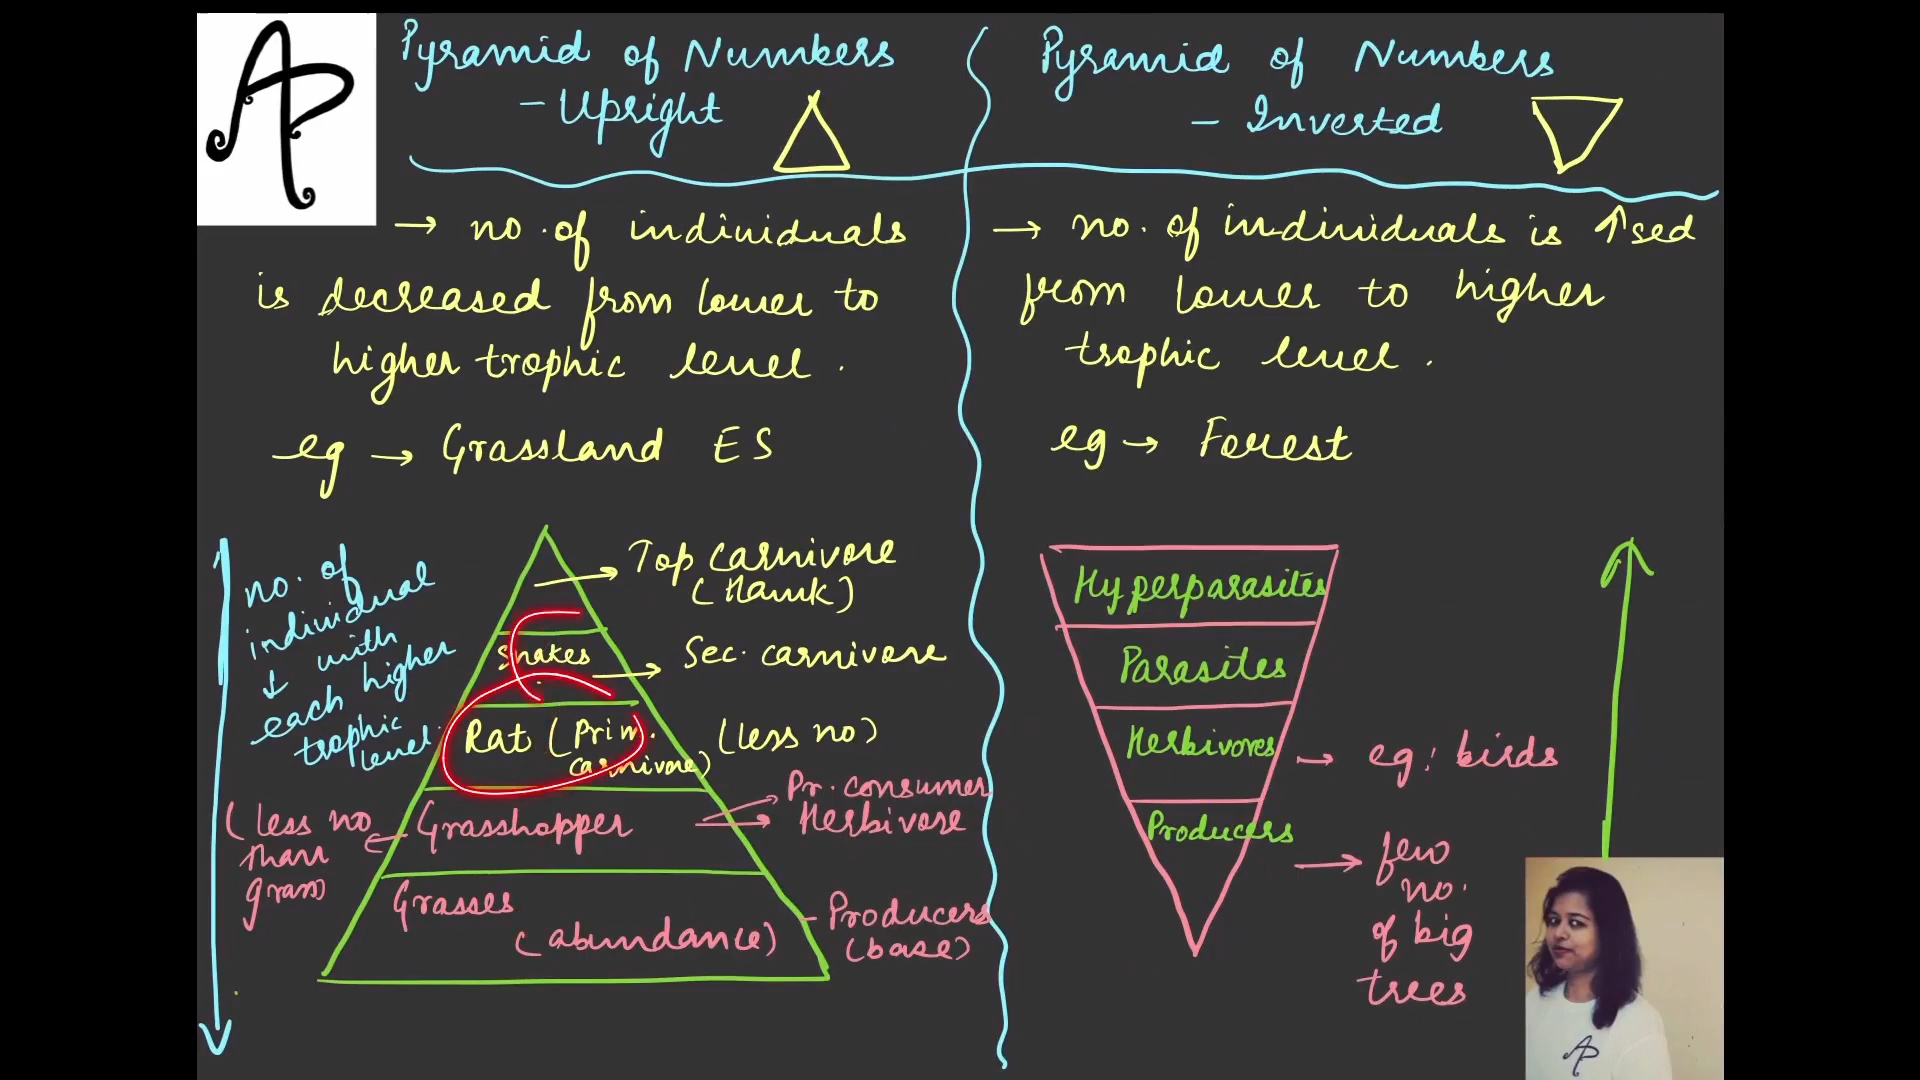 AP
Pyramid of Numbers
- Upright
→ no. of individuals
is decreased from lower to
higher trophic level.
eg → Grassland ES
no. of
individual
↓ with
each higher
trophic
level.
Top carnivore
(Hawk)
Snakes → Sec. carnivore
Rat (Prim. carnivore) (less no)
Grasshopper
Pr. consumer
Herbivore
(less no
than
grass)
Grasses
(abundance)
- Producers
(base)
Pyramid of Numbers
- Inverted
→ no. of individuals is ↑sed
from lower to higher
trophic level.
eg → Forest
Hyperparasites
Parasites
Herbivores → eg: birds
Producers → few
no.
of big
trees
AP